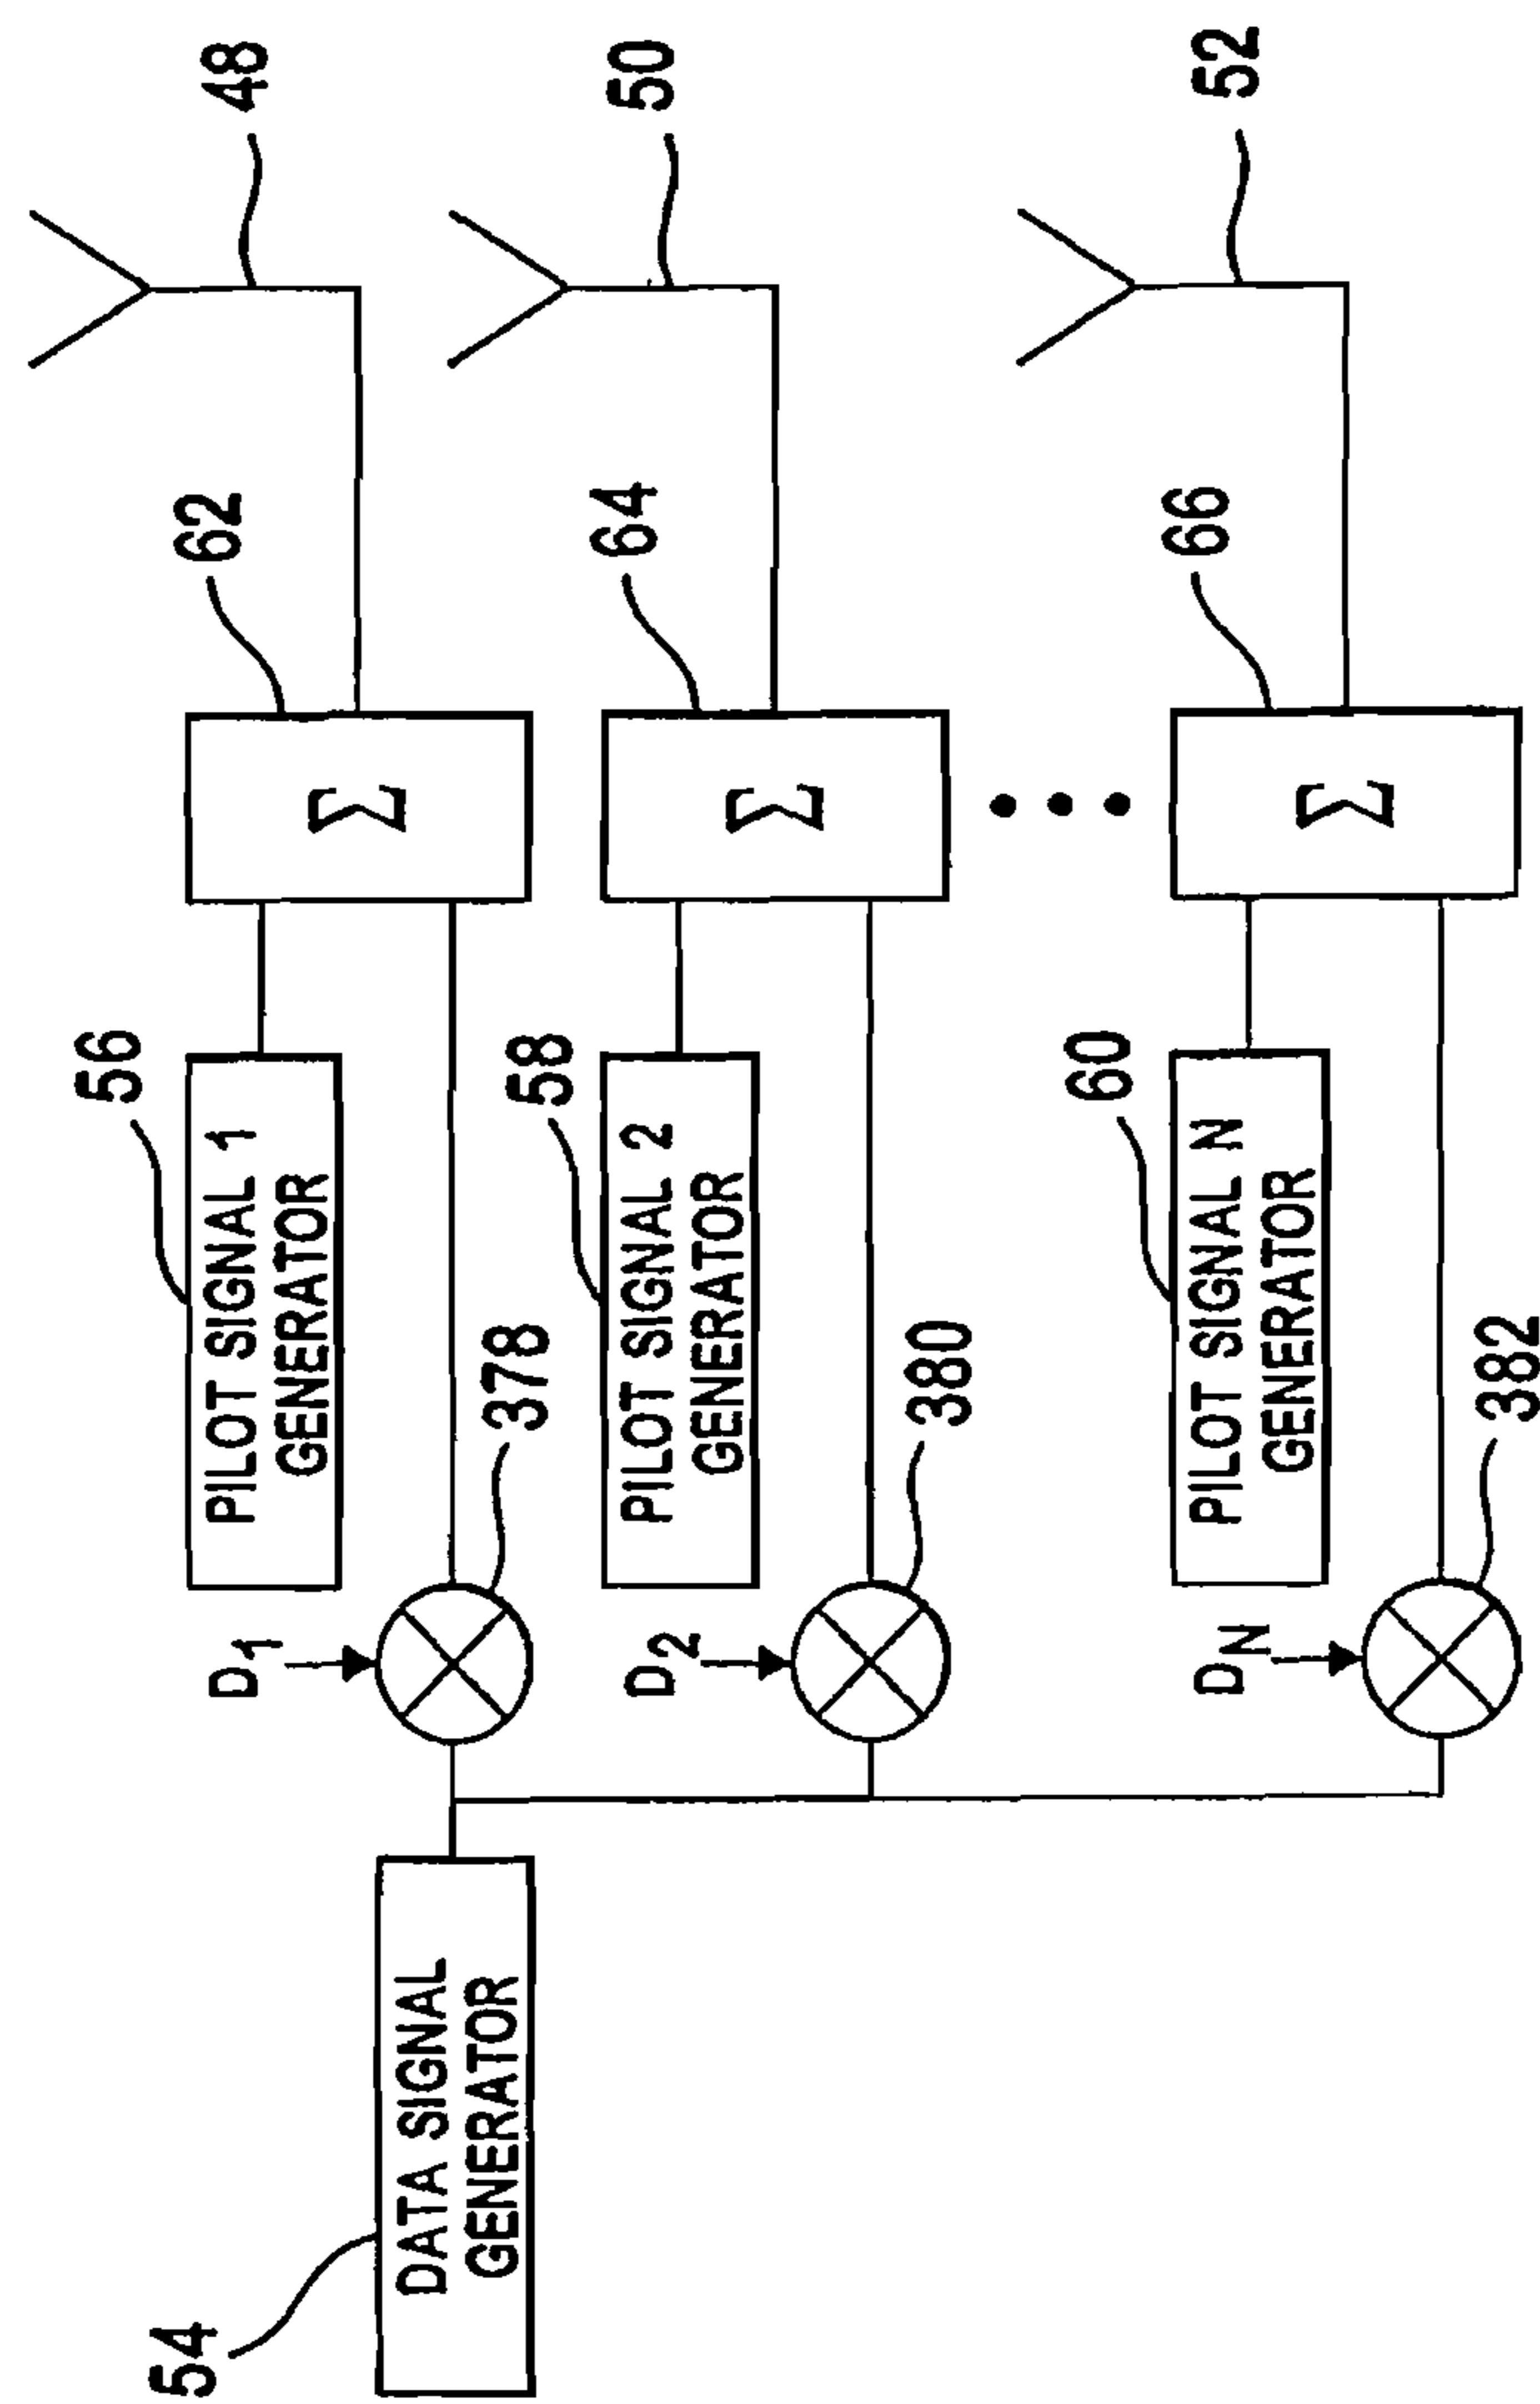 48
62
56
PILOT SIGNAL 1
GENERATOR
Σ
D1
378
54
DATA SIGNAL
GENERATOR
50
64
58
PILOT SIGNAL 2
GENERATOR
Σ
D2
380
52
66
60
PILOT SIGNAL N
GENERATOR
Σ
DN
382